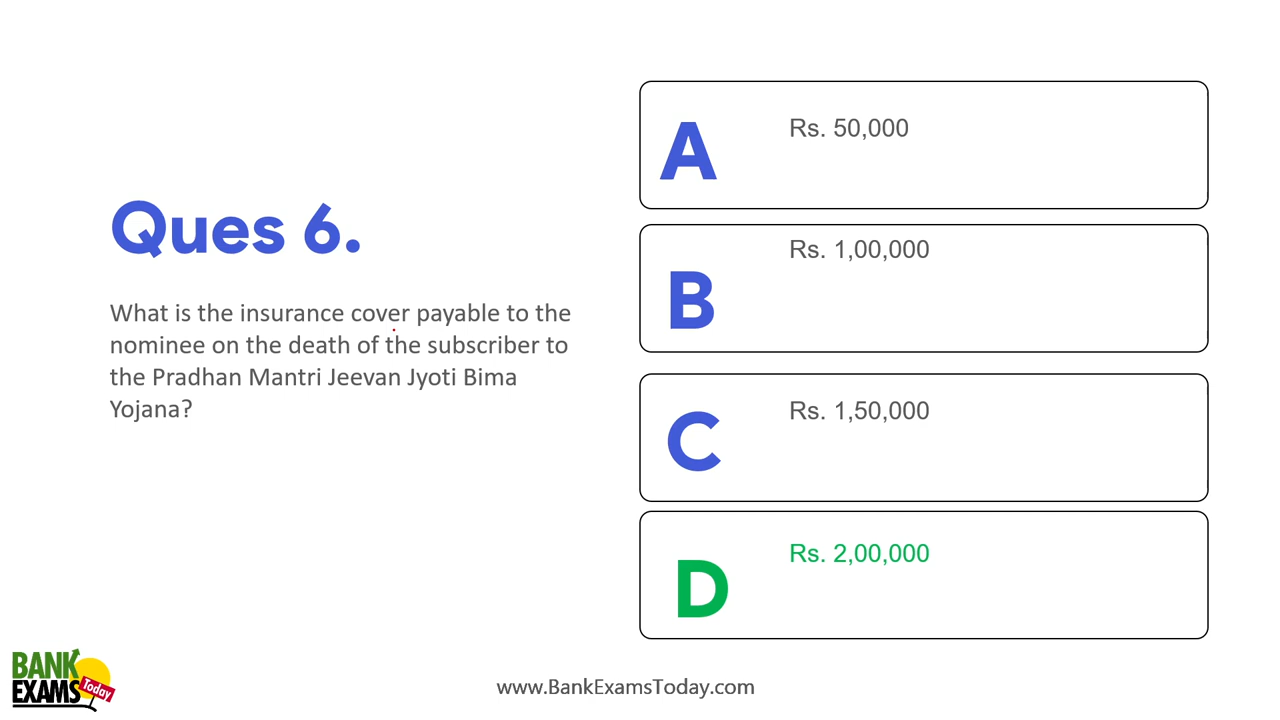 Ques 6.
What is the insurance cover payable to the
nominee on the death of the subscriber to
the Pradhan Mantri Jeevan Jyoti Bima
Yojana?
A
Rs. 50,000
B
Rs. 1,00,000
C
Rs. 1,50,000
D
Rs. 2,00,000
BANK
EXAMS
Today
www.BankExamsToday.com